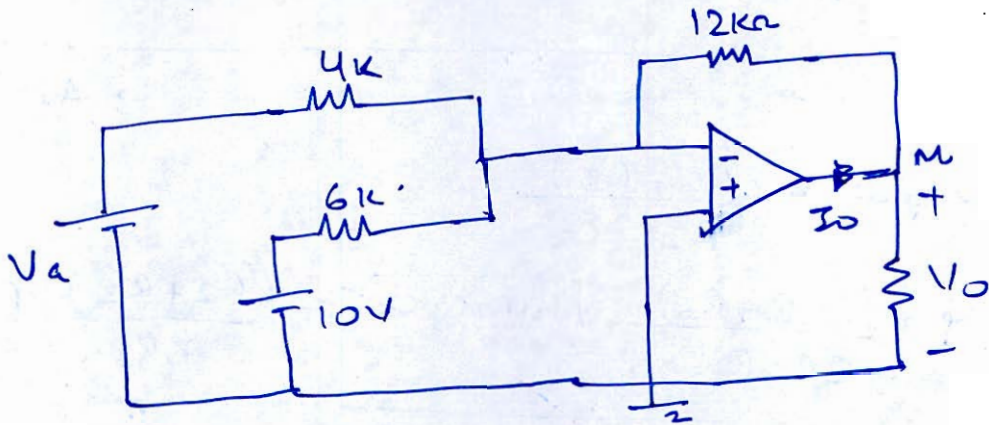 12KΩ
4K
6K
Va
10V
-
+
Io
M
+
Vo
-